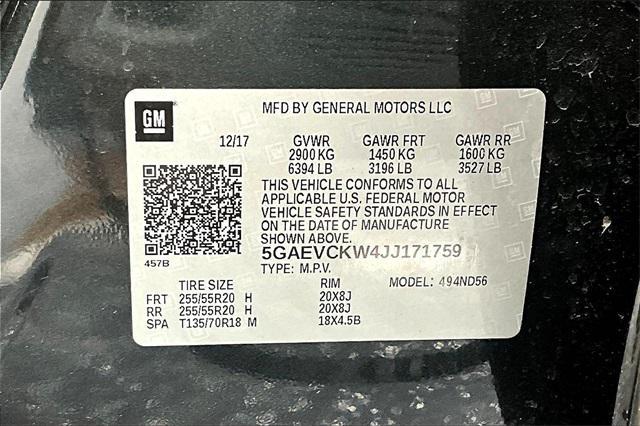 GM
MFD BY GENERAL MOTORS LLC
12/17 GVWR GAWR FRT GAWR RR
2900 KG 1450 KG 1600 KG
6394 LB 3196 LB 3527 LB
THIS VEHICLE CONFORMS TO ALL
APPLICABLE U.S. FEDERAL MOTOR
VEHICLE SAFETY STANDARDS IN EFFECT
ON THE DATE OF MANUFACTURE
SHOWN ABOVE.
457B
5GAEVCKW4JJ171759
TYPE: M.P.V. MODEL: 494ND56
TIRE SIZE RIM
FRT 255/55R20 H 20X8J
RR 255/55R20 H 20X8J
SPA T135/70R18 M 18X4.5B